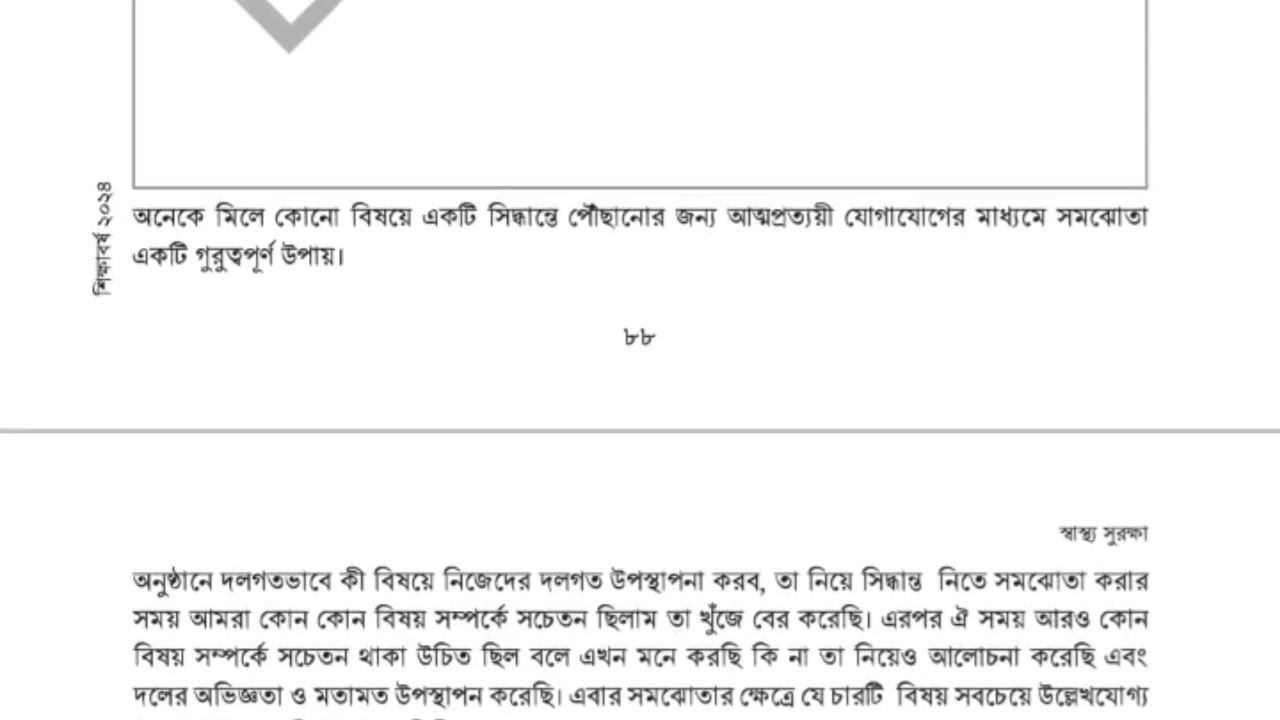 অনেকে মিলে কোনো বিষয়ে একটি সিদ্ধান্তে পৌঁছানোর জন্য আত্মপ্রত্যয়ী যোগাযোগের মাধ্যমে সমঝোতা
একটি গুরুত্বপূর্ণ উপায়।
শিক্ষাবর্ষ ২০২৪
৮৮
স্বাস্থ্য সুরক্ষা
অনুষ্ঠানে দলগতভাবে কী বিষয়ে নিজেদের দলগত উপস্থাপনা করব, তা নিয়ে সিদ্ধান্ত নিতে সমঝোতা করার
সময় আমরা কোন কোন বিষয় সম্পর্কে সচেতন ছিলাম তা খুঁজে বের করেছি। এরপর ঐ সময় আরও কোন
বিষয় সম্পর্কে সচেতন থাকা উচিত ছিল বলে এখন মনে করছি কি না তা নিয়েও আলোচনা করেছি এবং
দলের অভিজ্ঞতা ও মতামত উপস্থাপন করেছি। এবার সমঝোতার ক্ষেত্রে যে চারটি বিষয় সবচেয়ে উল্লেখযোগ্য